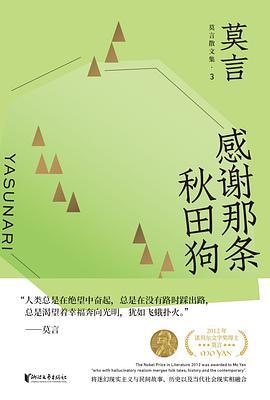 莫言
莫言散文集·3
感谢那条
秋田狗
YASUNARI
“人类总是在绝望中奋起，总是在没有路时踩出路，
总是渴望着幸福奔向光明，犹如飞蛾扑火。”
——莫言
2012年
诺贝尔文学奖得主
莫言
MO YAN
The Nobel Prize in Literature 2012 was awarded to Mo Yan
"who with hallucinatory realism merges folk tales, history and the contemporary".
将迷幻现实主义与民间故事、历史以及当代社会现实相融合
浙江文艺出版社